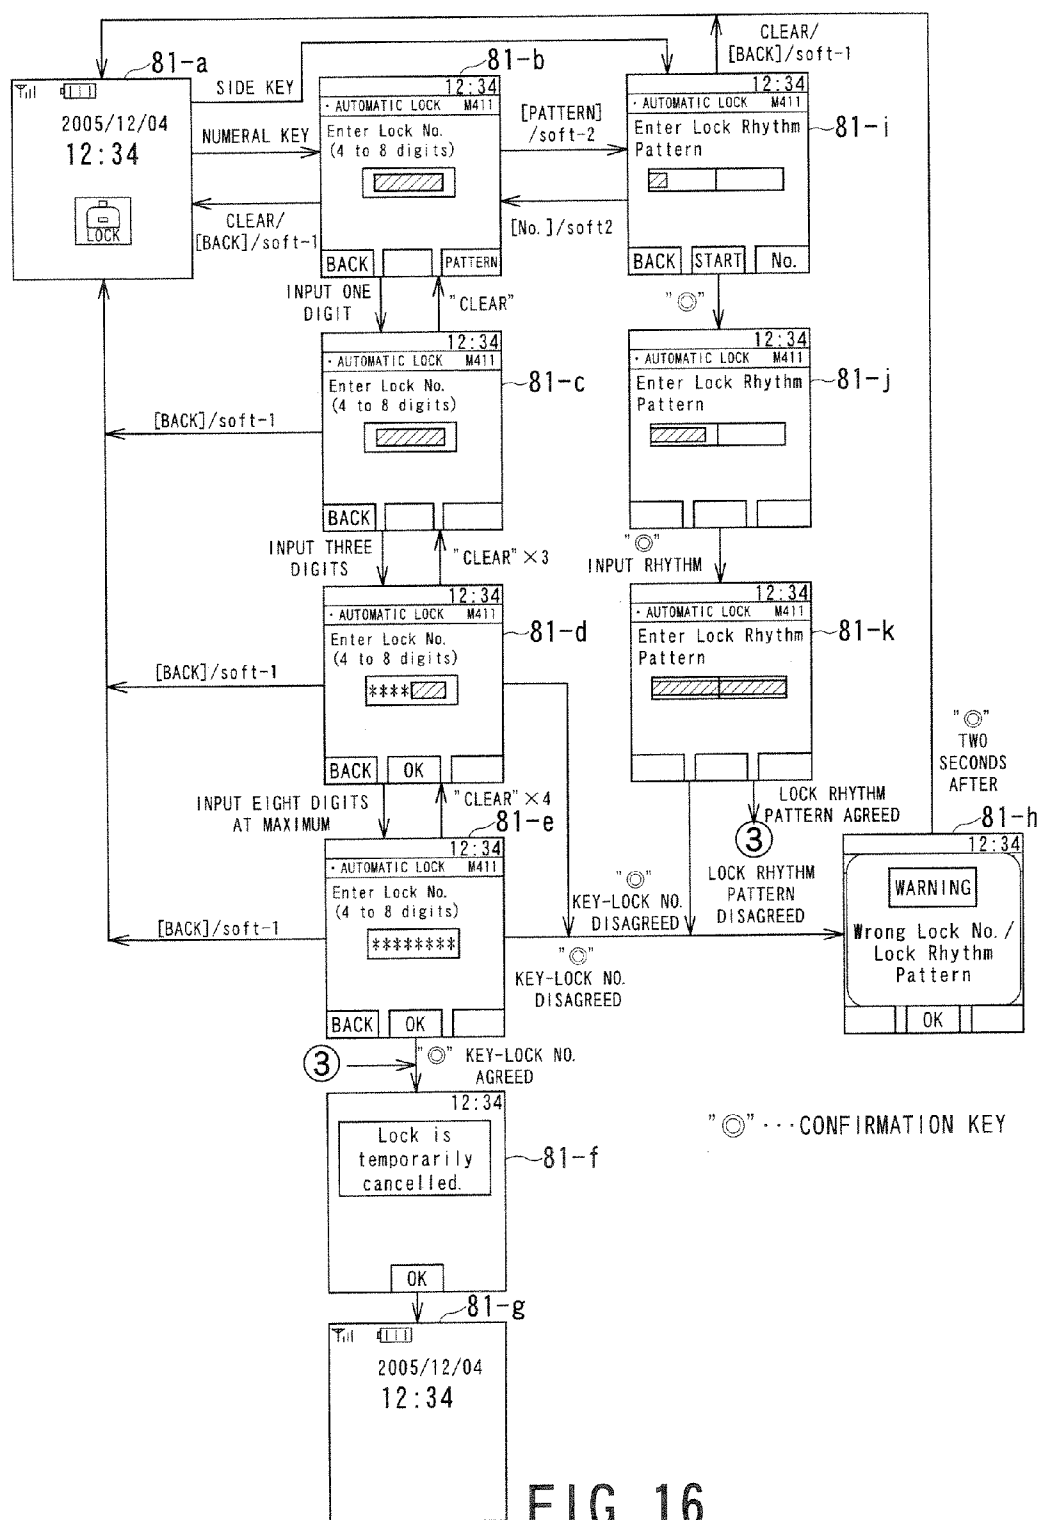 CLEAR/
[BACK]/soft-1
81-a
2005/12/04
12:34
LOCK
SIDE KEY
NUMERAL KEY
CLEAR/
[BACK]/soft-1
81-b
12:34
・AUTOMATIC LOCK M411
Enter Lock No.
(4 to 8 digits)
BACK PATTERN
[PATTERN]
/soft-2
[No.]/soft2
12:34
・AUTOMATIC LOCK M411
Enter Lock Rhythm
Pattern
BACK START No.
81-i
INPUT ONE
DIGIT
"CLEAR"
"◎"
12:34
・AUTOMATIC LOCK M411
Enter Lock No.
(4 to 8 digits)
BACK
81-c
[BACK]/soft-1
12:34
・AUTOMATIC LOCK M411
Enter Lock Rhythm
Pattern
81-j
INPUT THREE
DIGITS
"CLEAR"×3
"◎"
INPUT RHYTHM
12:34
・AUTOMATIC LOCK M411
Enter Lock No.
(4 to 8 digits)
****
BACK OK
81-d
[BACK]/soft-1
12:34
・AUTOMATIC LOCK M411
Enter Lock Rhythm
Pattern
81-k
"◎"
TWO
SECONDS
AFTER
INPUT EIGHT DIGITS
AT MAXIMUM
"CLEAR"×4
LOCK RHYTHM
PATTERN AGREED
③
81-e
12:34
・AUTOMATIC LOCK M411
Enter Lock No.
(4 to 8 digits)
********
BACK OK
[BACK]/soft-1
"◎"
KEY-LOCK NO.
DISAGREED
LOCK RHYTHM
PATTERN
DISAGREED
"◎"
KEY-LOCK NO.
DISAGREED
81-h
12:34
WARNING
Wrong Lock No./
Lock Rhythm
Pattern
OK
③
"◎" KEY-LOCK NO.
AGREED
12:34
Lock is
temporarily
cancelled.
OK
81-f
"◎"···CONFIRMATION KEY
81-g
2005/12/04
12:34
FIG 16